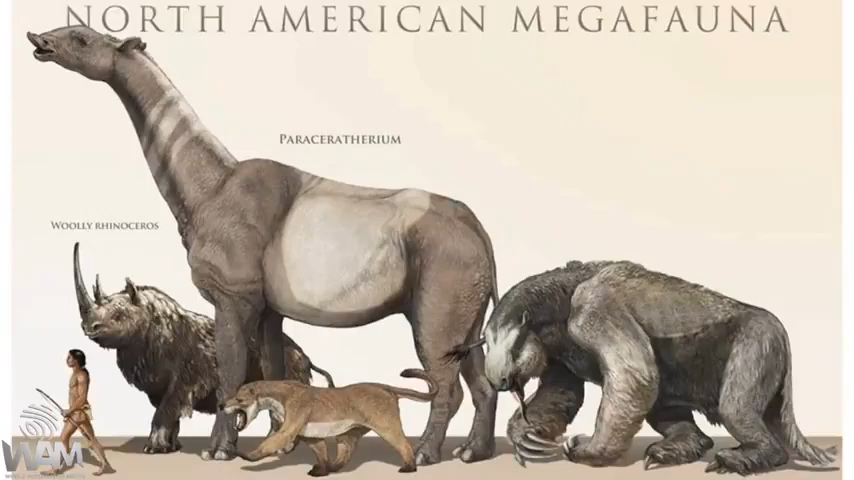 NORTH AMERICAN MEGAFAUNA
PARACERATHERIUM
WOOLLY RHINOCEROS
WAM